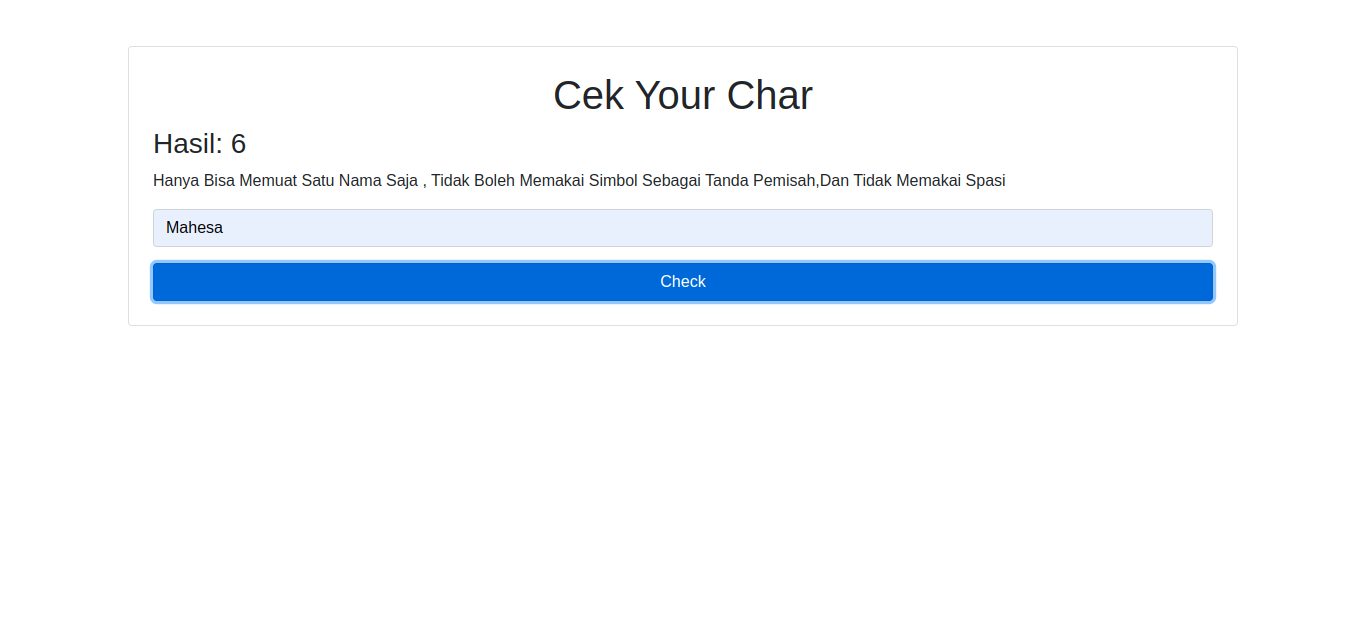 Cek Your Char
Hasil: 6
Hanya Bisa Memuat Satu Nama Saja , Tidak Boleh Memakai Simbol Sebagai Tanda Pemisah,Dan Tidak Memakai Spasi
Mahesa
Check